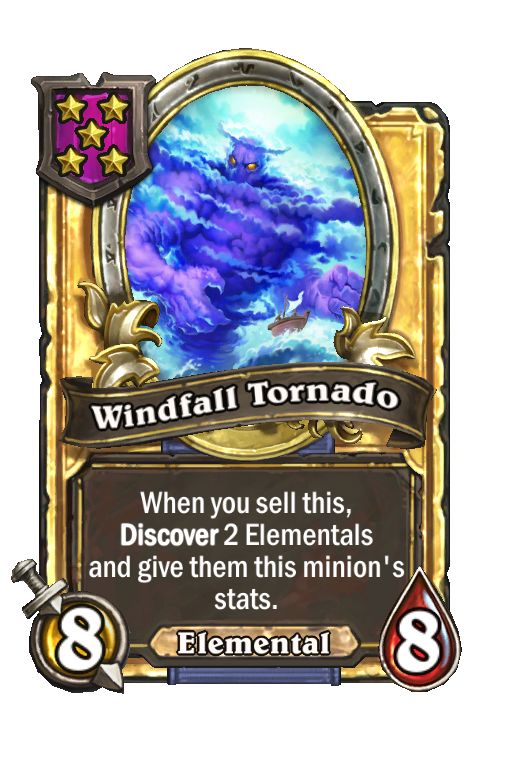 Windfall Tornado
When you sell this,
Discover 2 Elementals
and give them this minion's
stats.
8
Elemental
8